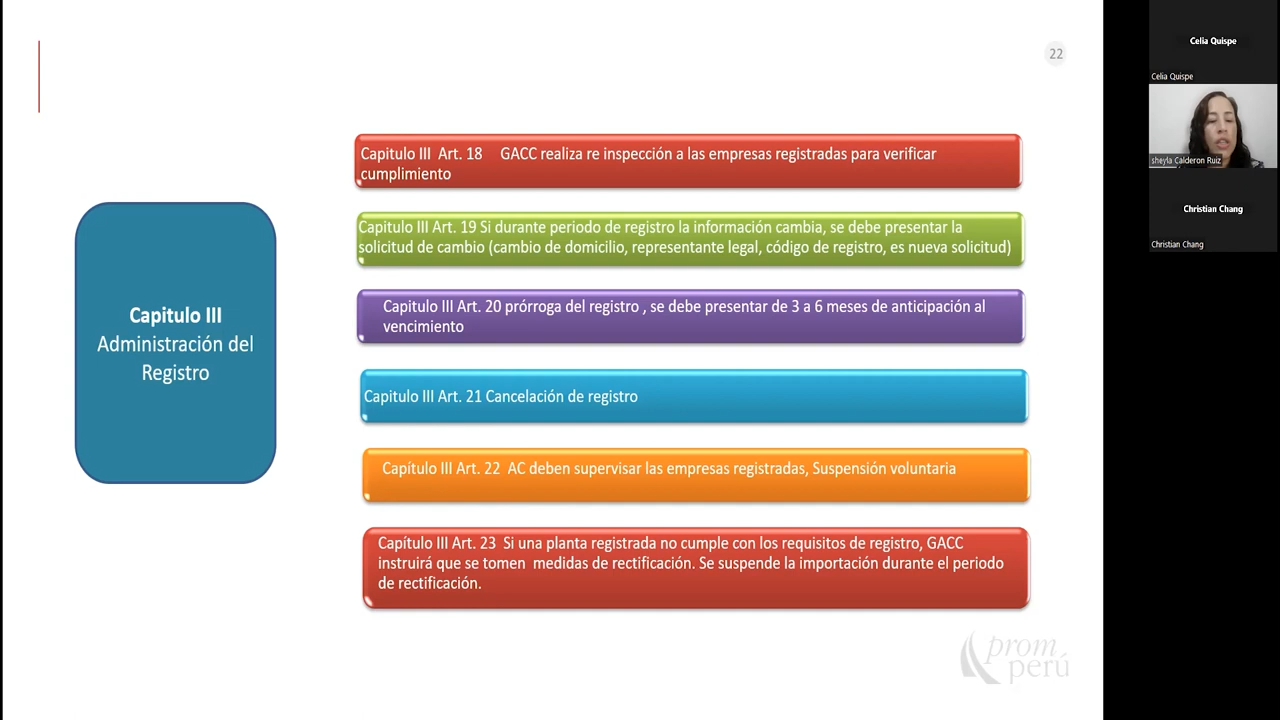 22
Capitulo III
Administración del
Registro
Capitulo III Art. 18 GACC realiza re inspección a las empresas registradas para verificar
cumplimiento
Capitulo III Art. 19 Si durante periodo de registro la información cambia, se debe presentar la
solicitud de cambio (cambio de domicilio, representante legal, código de registro, es nueva solicitud)
Capitulo III Art. 20 prórroga del registro , se debe presentar de 3 a 6 meses de anticipación al
vencimiento
Capitulo III Art. 21 Cancelación de registro
Capítulo III Art. 22 AC deben supervisar las empresas registradas, Suspensión voluntaria
Capítulo III Art. 23 Si una planta registrada no cumple con los requisitos de registro, GACC
instruirá que se tomen medidas de rectificación. Se suspende la importación durante el periodo
de rectificación.
prom
perú
Celia Quispe
Celia Quispe
sheyla Calderon Ruiz
Christian Chang
Christian Chang